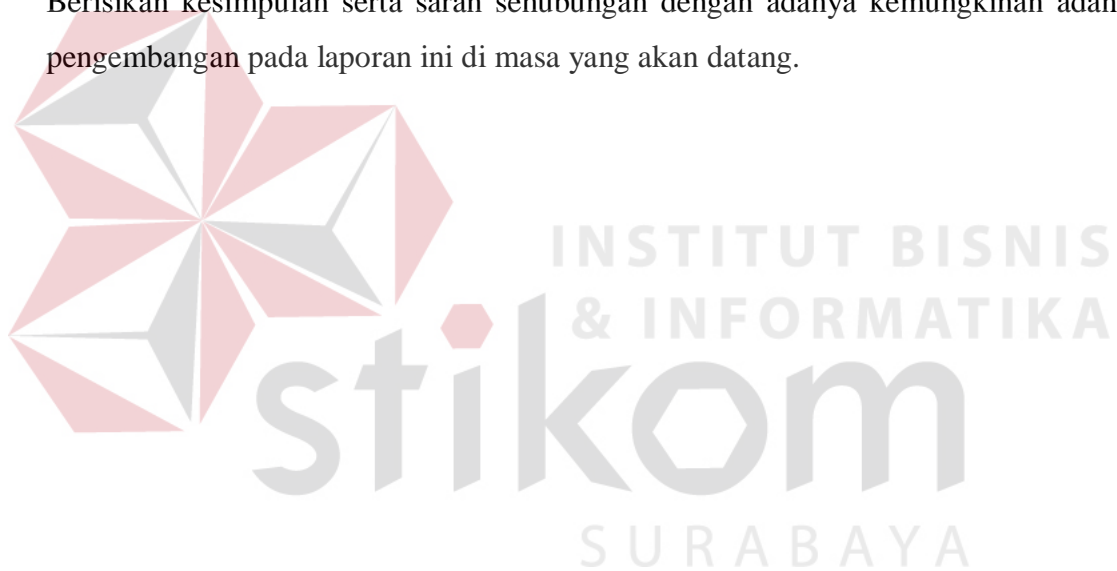 Berisikan kesimpulan serta saran sehubungan dengan adanya kemungkinan adan
pengembangan pada laporan ini di masa yang akan datang.
INSTITUT BISNIS
& INFORMATIKA
stikom
SURABAYA